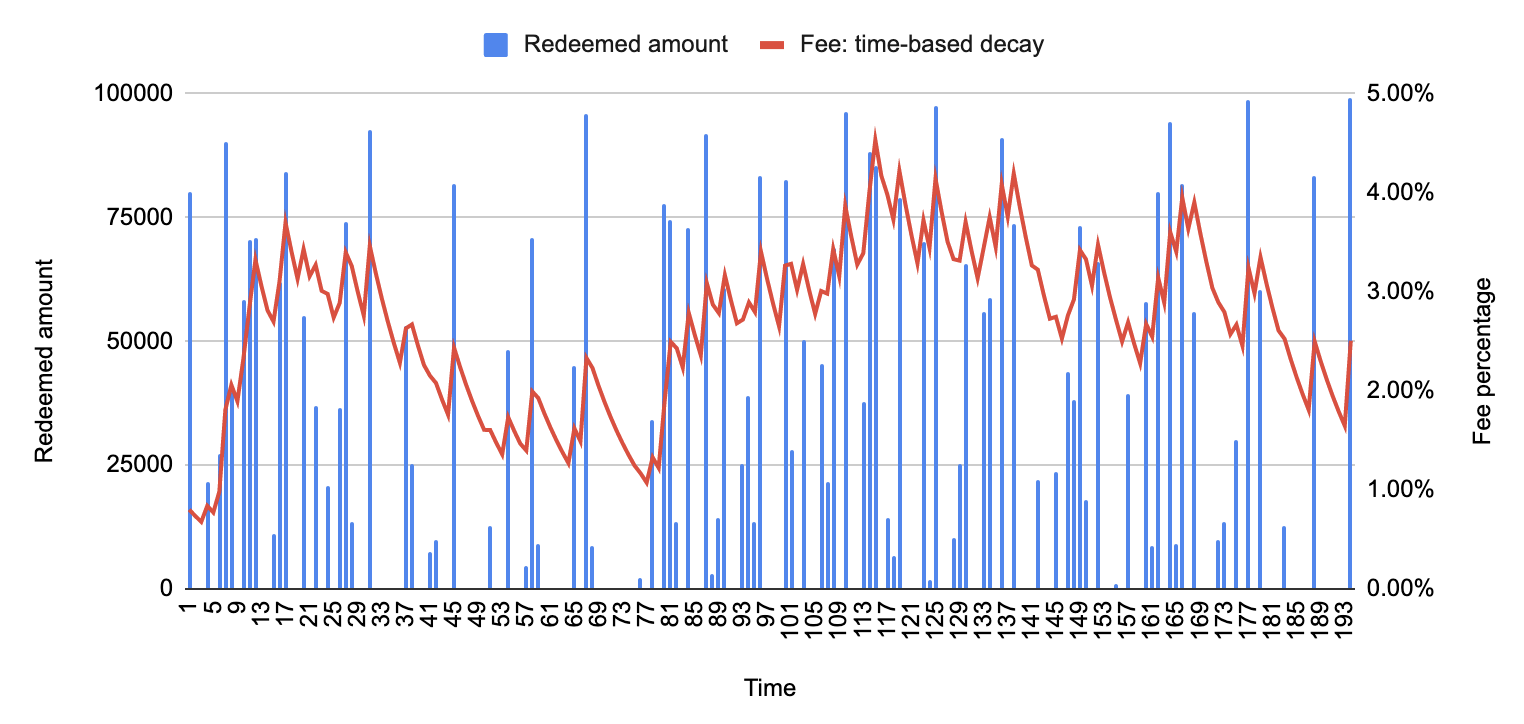 Redeemed amount Fee: time-based decay
100000 5.00%
4.00%
75000
3.00%
50000
2.00%
25000
1.00%
0 0.00%
Redeemed amount
Fee percentage
1 5 9 13 17 21 25 29 33 37 41 45 49 53 57 61 65 69 73 77 81 85 89 93 97 101 105 109 113 117 121 125 129 133 137 141 145 149 153 157 161 165 169 173 177 181 185 189 193
Time